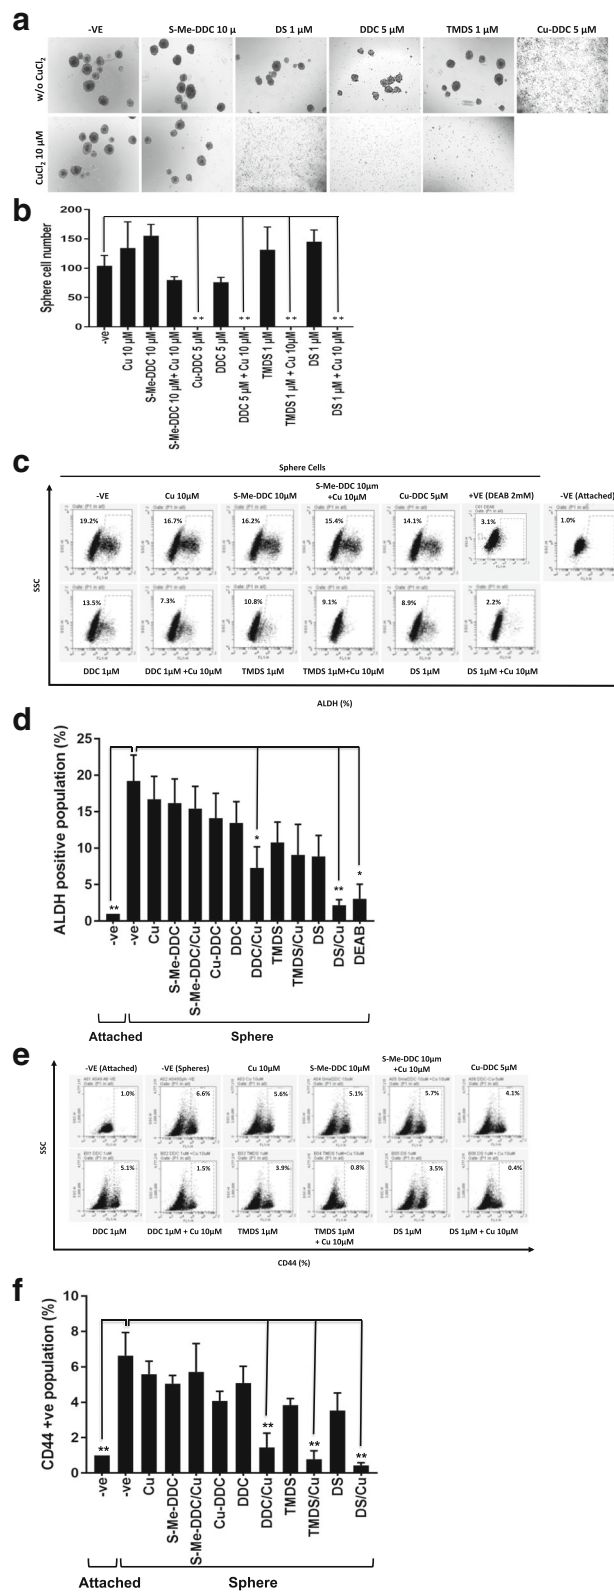 a
-VE S-Me-DDC 10 μ DS 1 μM DDC 5 μM TMDS 1 μM Cu-DDC 5 μM
w/o CuCl2
CuCl2 10 μM
b
Sphere cell number
200
150
100
50
0
** ** ** **
-ve
Cu 10 μM
S-Me-DDC 10 μM
S-Me-DDC 10 μM+ Cu 10 μM
Cu-DDC 5 μM
DDC 5 μM
DDC 5 μM + Cu 10 μM
TMDS 1 μM
TMDS 1 μM + Cu 10μM
DS 1 μM
DS 1 μM + Cu 10 μM
c
Sphere Cells
-VE Cu 10μM S-Me-DDC 10μM S-Me-DDC 10μm +Cu 10μM Cu-DDC 5μM +VE (DEAB 2mM) -VE (Attached)
19.2% 16.7% 16.2% 15.4% 14.1% 3.1% 1.0%
SSC
13.5% 7.3% 10.8% 9.1% 8.9% 2.2%
DDC 1μM DDC 1μM +Cu 10μM TMDS 1μM TMDS 1μM+Cu 10μM DS 1μM DS 1μM +Cu 10μM
ALDH (%)
d
ALDH positive population (%)
25
20
15
10
5
0
** * ** *
-ve
-ve
Cu
S-Me-DDC
S-Me-DDC/Cu
Cu-DDC
DDC
DDC/Cu
TMDS
TMDS/Cu
DS
DS/Cu
DEAB
Attached Sphere
e
-VE (Attached) -VE (Spheres) Cu 10μM S-Me-DDC 10μM S-Me-DDC 10μm +Cu 10μM Cu-DDC 5μM
1.0% 6.6% 5.6% 5.1% 5.7% 4.1%
SSC
5.1% 1.5% 3.9% 0.8% 3.5% 0.4%
DDC 1μM DDC 1μM + Cu 10μM TMDS 1μM TMDS 1μM + Cu 10μM DS 1μM DS 1μM + Cu 10μM
CD44 (%)
f
CD44 +ve population (%)
10
8
6
4
2
0
** ** ** **
-ve
-ve
Cu
S-Me-DDC
S-Me-DDC/Cu
Cu-DDC
DDC
DDC/Cu
TMDS
TMDS/Cu
DS
DS/Cu
Attached Sphere